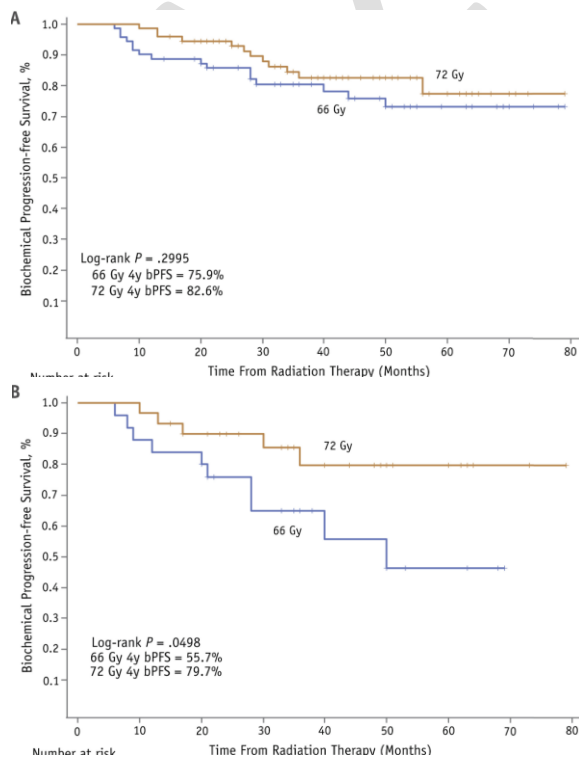 A
Biochemical Progression-free Survival, %
1.0
0.9
0.8
0.7
0.6
0.5
0.4
0.3
0.2
0.1
72 Gy
66 Gy
Log-rank P = .2995
66 Gy 4y bPFS = 75.9%
72 Gy 4y bPFS = 82.6%
0 10 20 30 40 50 60 70 80
Time From Radiation Therapy (Months)
Number at risk
B
Biochemical Progression-free Survival, %
1.0
0.9
0.8
0.7
0.6
0.5
0.4
0.3
0.2
0.1
72 Gy
66 Gy
Log-rank P = .0498
66 Gy 4y bPFS = 55.7%
72 Gy 4y bPFS = 79.7%
0 10 20 30 40 50 60 70 80
Time From Radiation Therapy (Months)
Number at risk